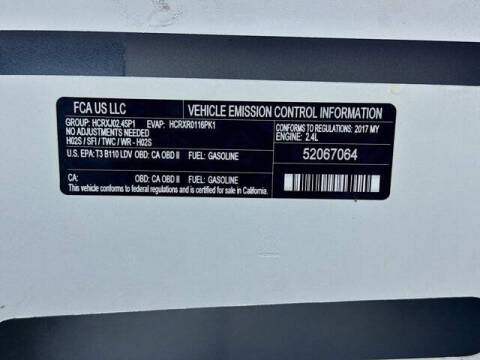 FCA US LLC
VEHICLE EMISSION CONTROL INFORMATION
GROUP: HCRXJ02.45P1 EVAP: HCRXR0116PK1
NO ADJUSTMENTS NEEDED
H02S / SFI / TWC / WR - H02S
CONFORMS TO REGULATIONS: 2017 MY
ENGINE: 2.4L
U.S. EPA: T3 B110 LDV OBD: CA OBD II FUEL: GASOLINE
52067064
CA: OBD: CA OBD II FUEL: GASOLINE
This vehicle conforms to federal regulations and is certified for sale in California.